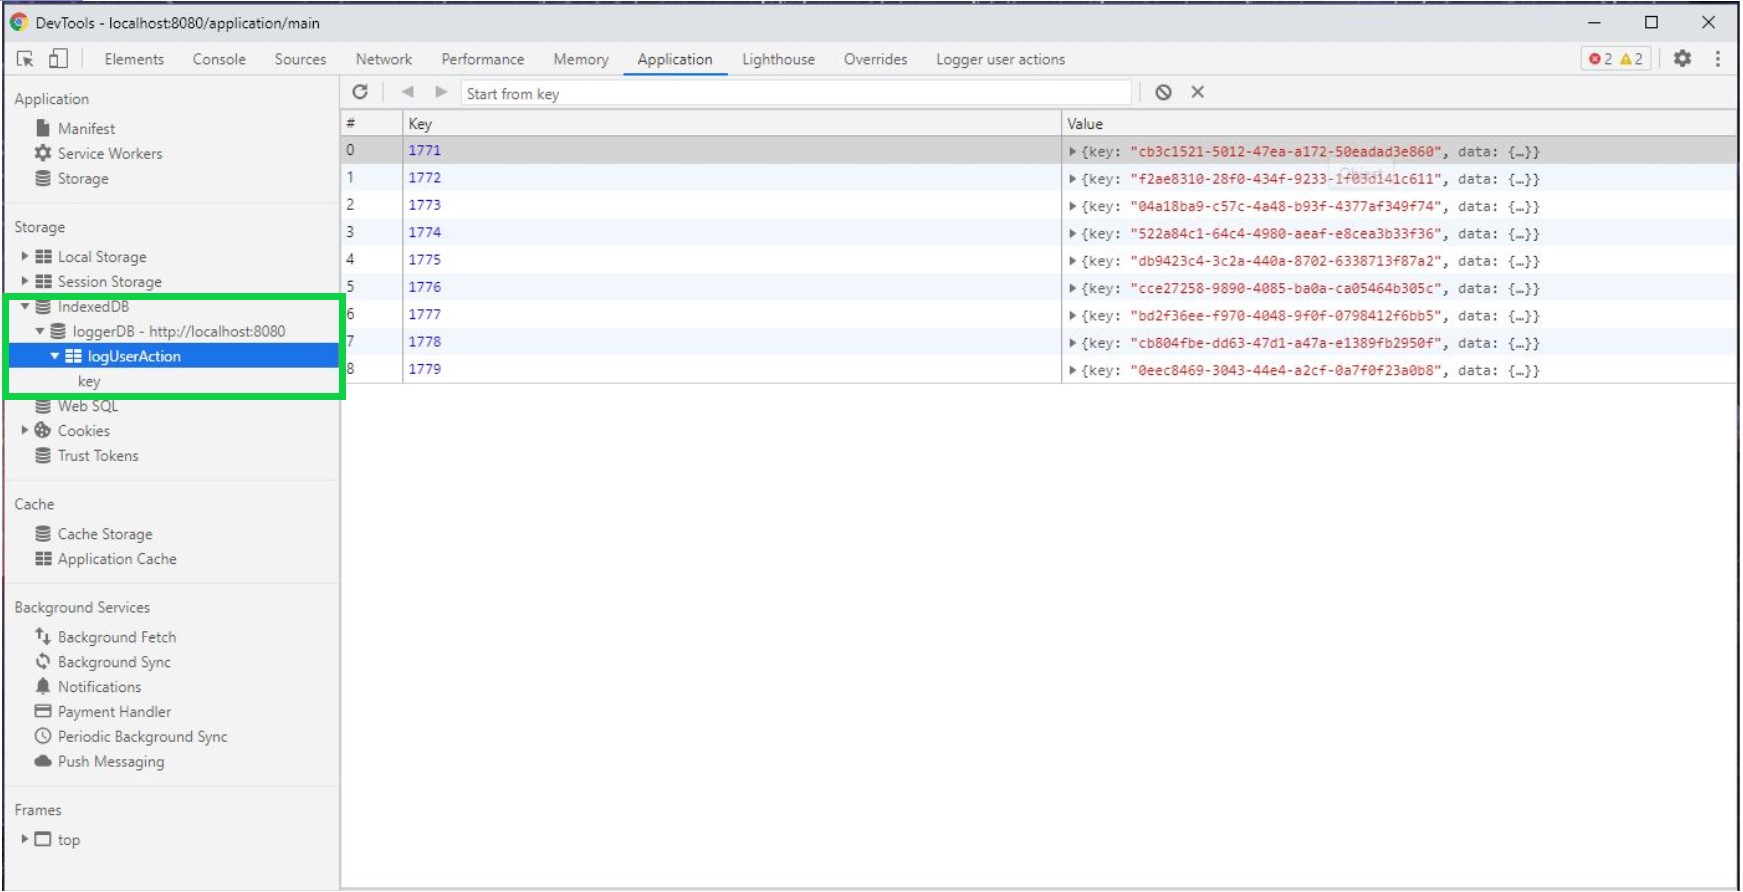 DevTools - localhost:8080/application/main
Elements Console Sources Network Performance Memory Application Lighthouse Overrides Logger user actions 2 2
Application
Manifest
Service Workers
Storage
Storage
Local Storage
Session Storage
IndexedDB
loggerDB - http://localhost:8080
logUserAction
key
Web SQL
Cookies
Trust Tokens
Cache
Cache Storage
Application Cache
Background Services
Background Fetch
Background Sync
Notifications
Payment Handler
Periodic Background Sync
Push Messaging
Frames
top
Start from key
# Key Value
0 1771 {key: "cb3c1521-5012-47ea-a172-50eadad3e860", data: {…}}
1 1772 {key: "f2ae8310-28f0-434f-9233-1f03d141c611", data: {…}}
2 1773 {key: "04a18ba9-c57c-4a48-b93f-4377af349f74", data: {…}}
3 1774 {key: "522a84c1-64c4-4980-aeaf-e8cea3b33f36", data: {…}}
4 1775 {key: "db9423c4-3c2a-440a-8702-6338713f87a2", data: {…}}
5 1776 {key: "cce27258-9890-4085-ba0a-ca05464b305c", data: {…}}
6 1777 {key: "bd2f36ee-f970-4048-9f0f-0798412f6bb5", data: {…}}
7 1778 {key: "cb804fbe-dd63-47d1-a47a-e1389fb2950f", data: {…}}
8 1779 {key: "0eec8469-3043-44e4-a2cf-0a7f0f23a0b8", data: {…}}